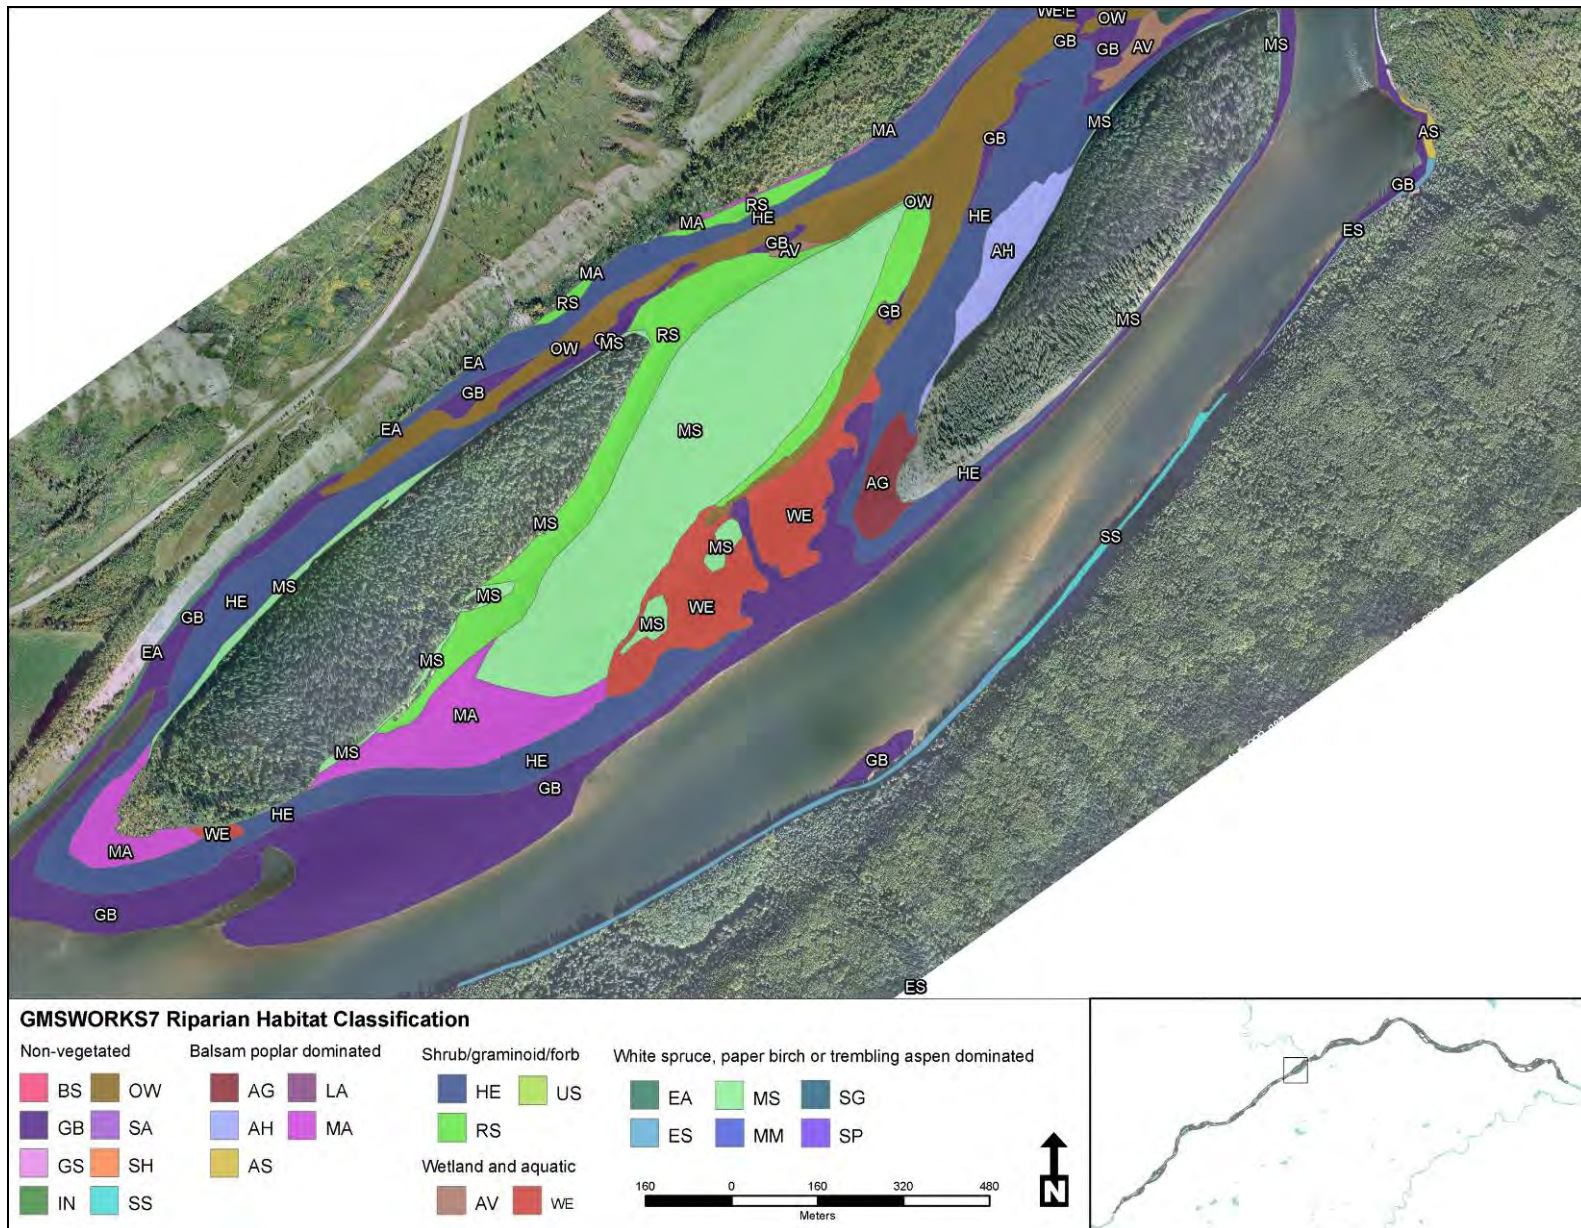 WE E OW
GB
GB AV
MS
MA
MS
AS
GB
GB
RS
OW
MA HE
HE
ES
GB AV
AH
MA
RS
GB
MS
RS
OW
MS
EA
GB
EA
MS
HE
AG
MS
WE
SS
MS
MS
MS
HE
WE
GB
MS
EA
MS
MA
MS
HE
GB
GB
HE
WE
MA
GB
ES
GMSWORKS7 Riparian Habitat Classification
Non-vegetated
BS OW
GB SA
GS SH
IN SS
Balsam poplar dominated
AG LA
AH MA
AS
Shrub/graminoid/forb
HE US
RS
Wetland and aquatic
AV WE
White spruce, paper birch or trembling aspen dominated
EA MS SG
ES MM SP
160 0 160 320 480
Meters
N